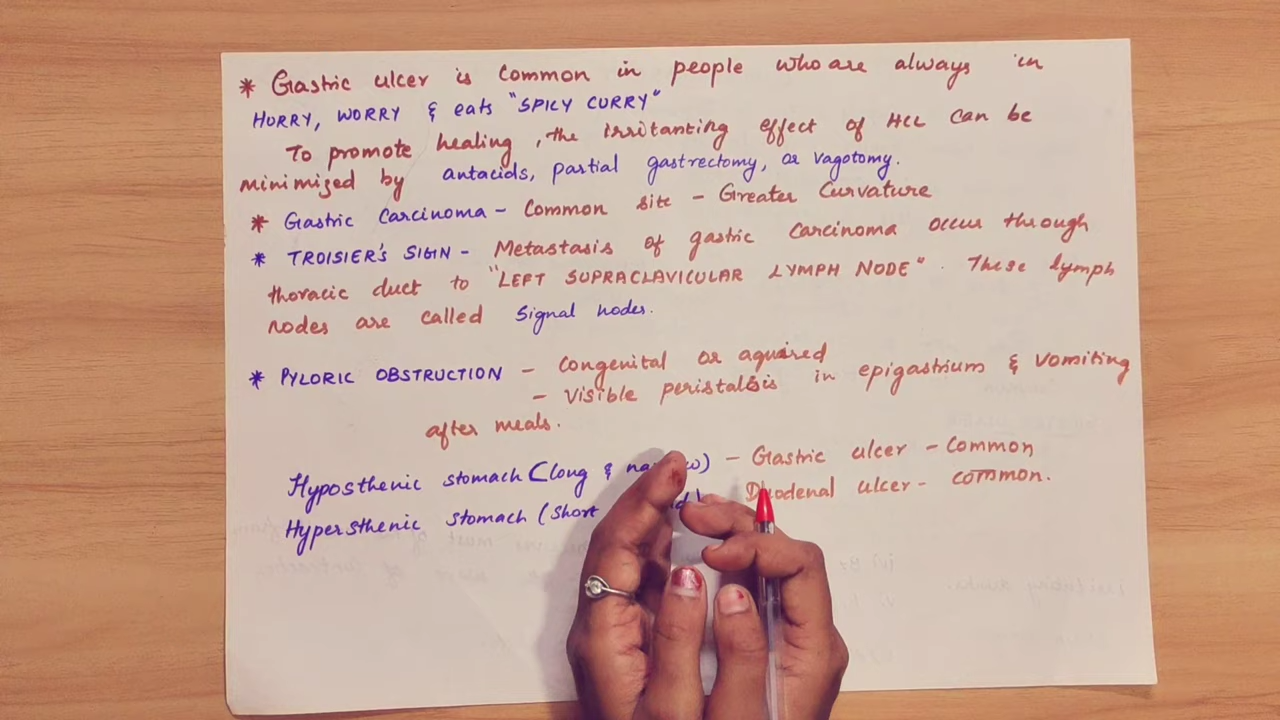 * Gastric ulcer is common in people who are always in
HURRY, WORRY & eats "SPICY CURRY"
To promote healing, the irritanting effect of HCL can be
minimized by antacids, partial gastrectomy, or vagotomy.
* Gastric Carcinoma - Common site - Greater Curvature
* TROISIER'S SIGN - Metastasis of gastric Carcinoma occur through
thoracic duct to "LEFT SUPRACLAVICULAR LYMPH NODE". These lymph
nodes are called Signal nodes.
* PYLORIC OBSTRUCTION - Congenital or aquired
- Visible peristalsis in epigastrium & vomiting
after meals.
Hyposthenic stomach (long & na w) - Gastric ulcer - Common
Hypersthenic stomach (short d) Duodenal ulcer - common.